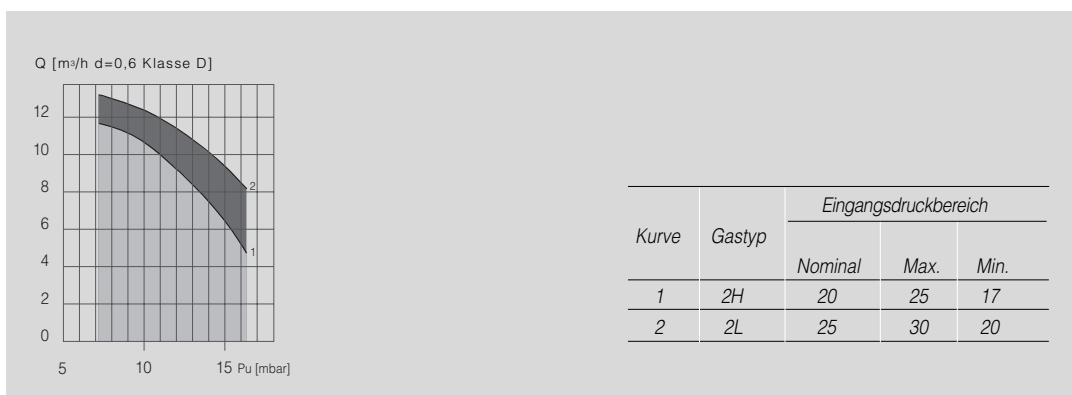 Q [m³/h d=0,6 Klasse D]
12
10
8
6
4
2
0
2
1
5 10 15 Pu [mbar]
Kurve Gastyp Eingangsdruckbereich
Nominal Max. Min.
1 2H 20 25 17
2 2L 25 30 20